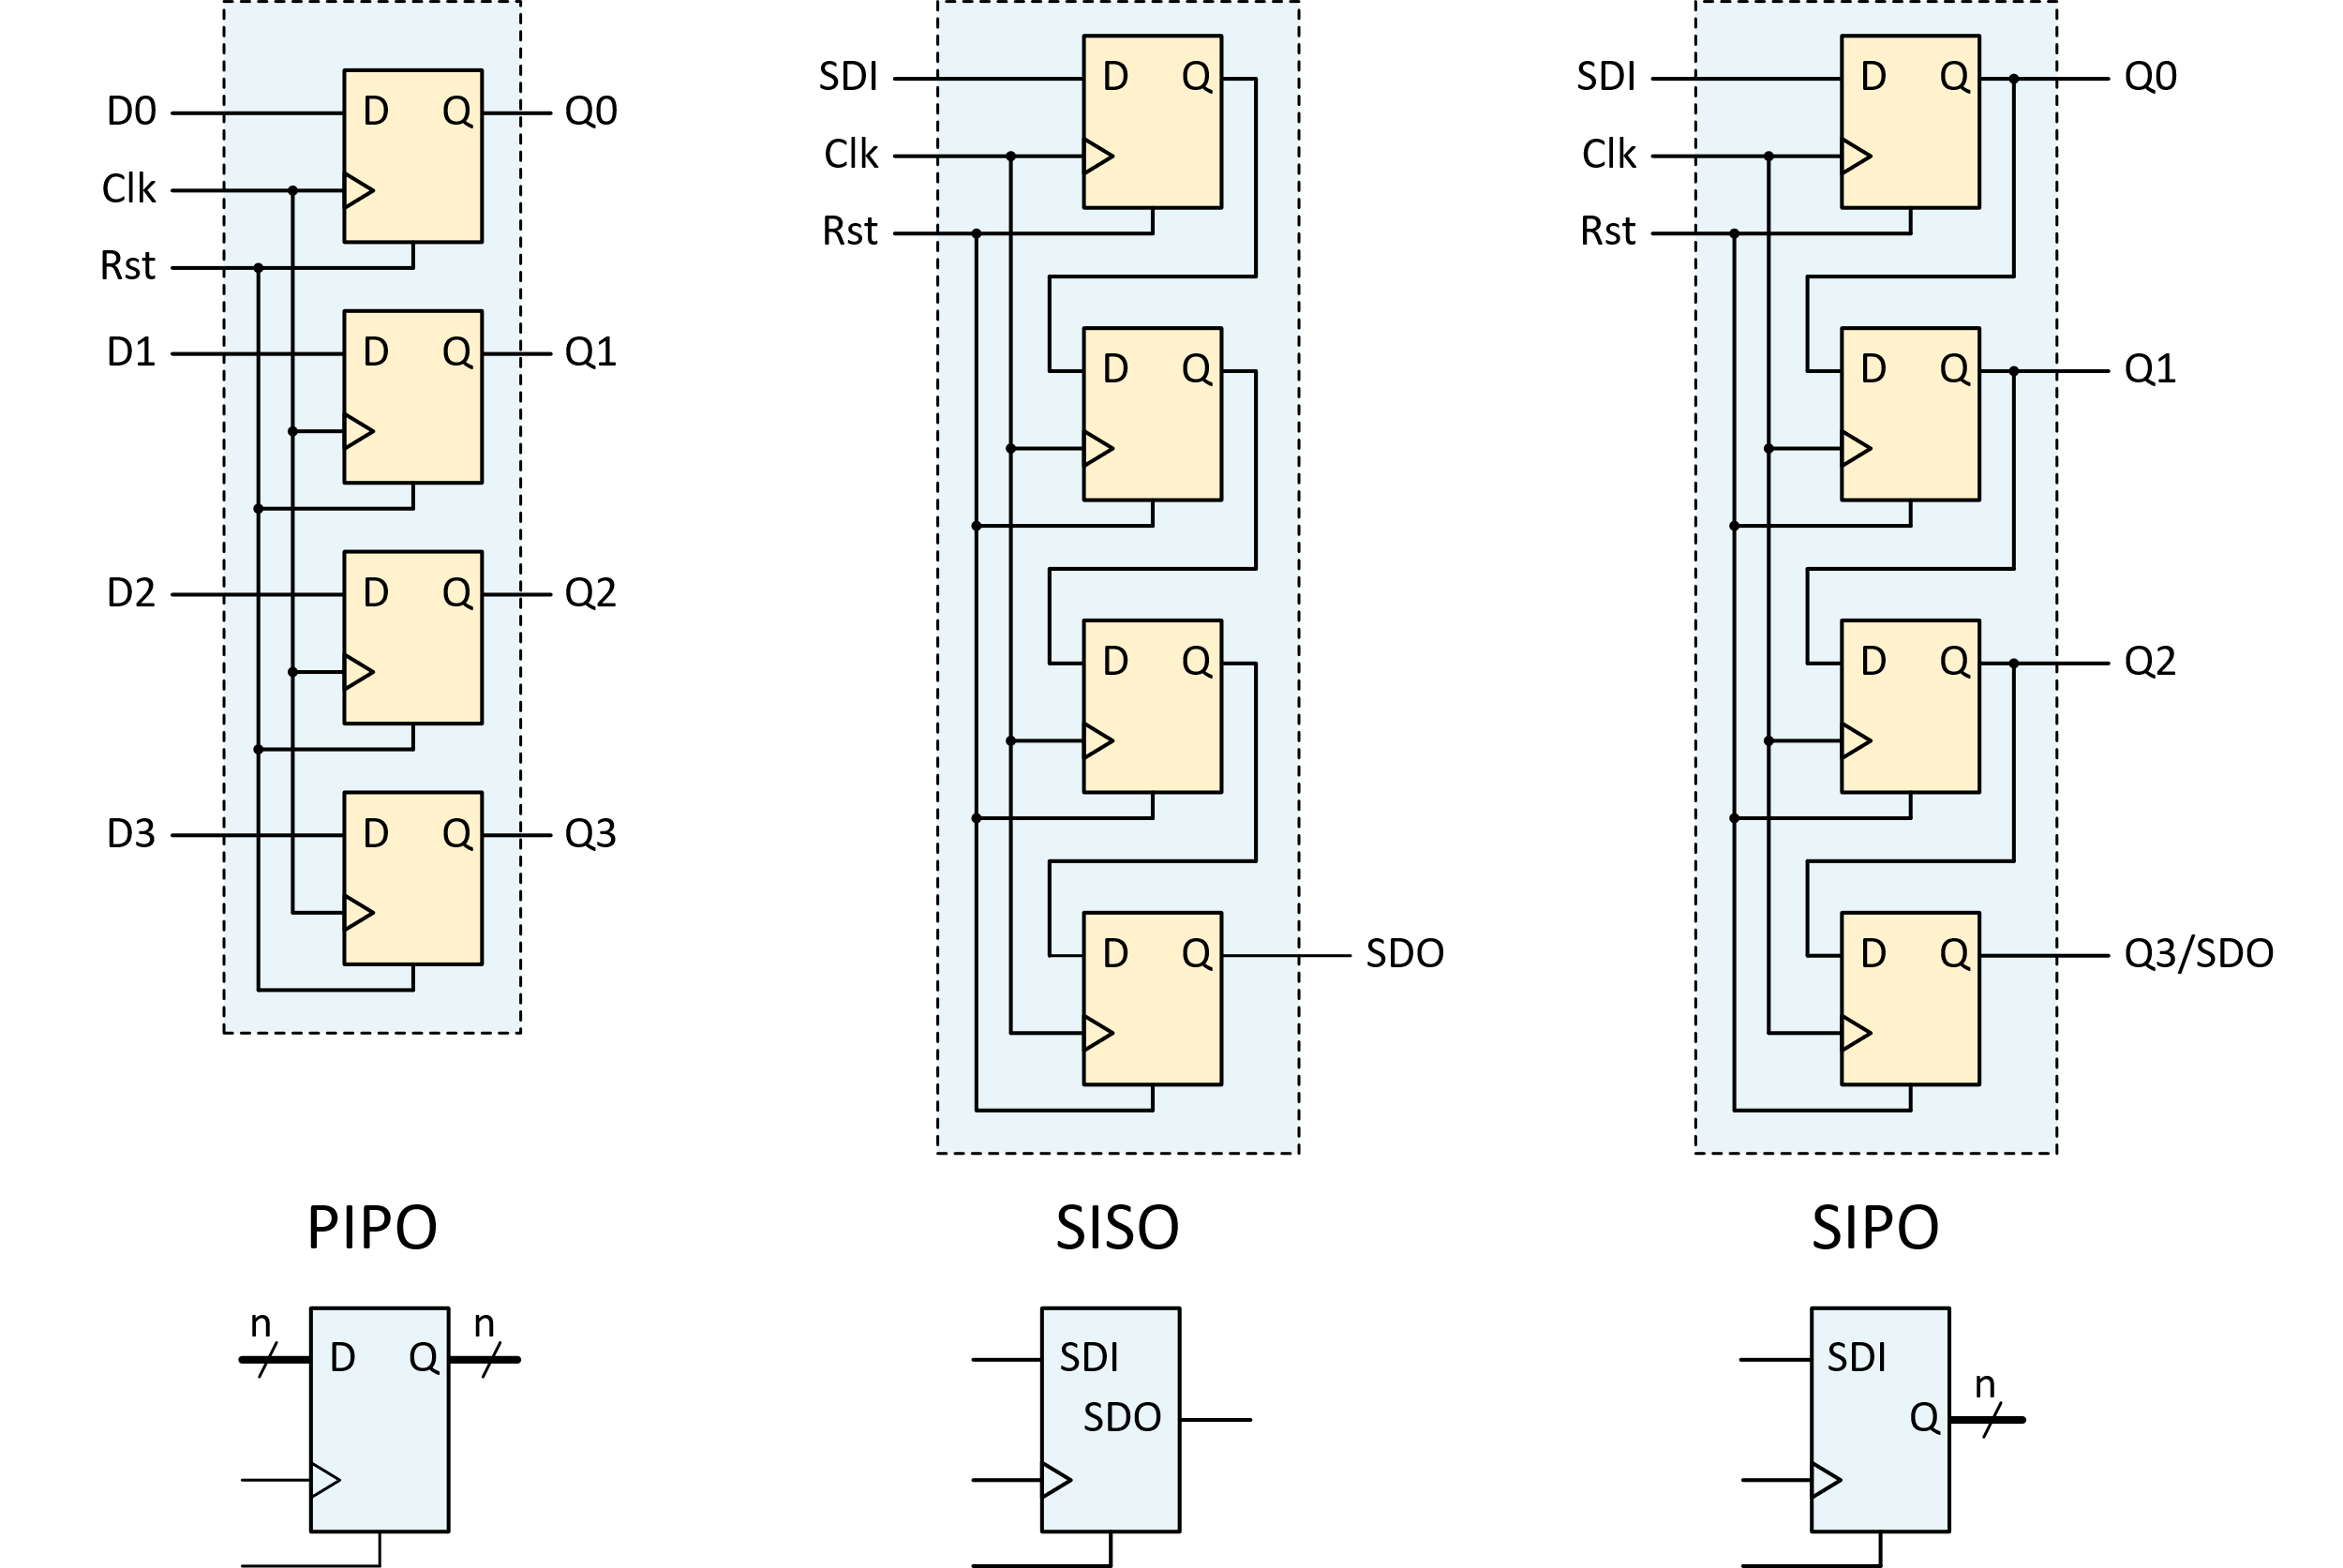 D0 D Q Q0
Clk
Rst
D1 D Q Q1
D2 D Q Q2
D3 D Q Q3
PIPO
n n
D Q
SDI D Q
Clk
Rst
D Q
D Q
D Q SDO
SISO
SDI
SDO
SDI D Q Q0
Clk
Rst
D Q Q1
D Q Q2
D Q Q3/SDO
SIPO
SDI
n
Q